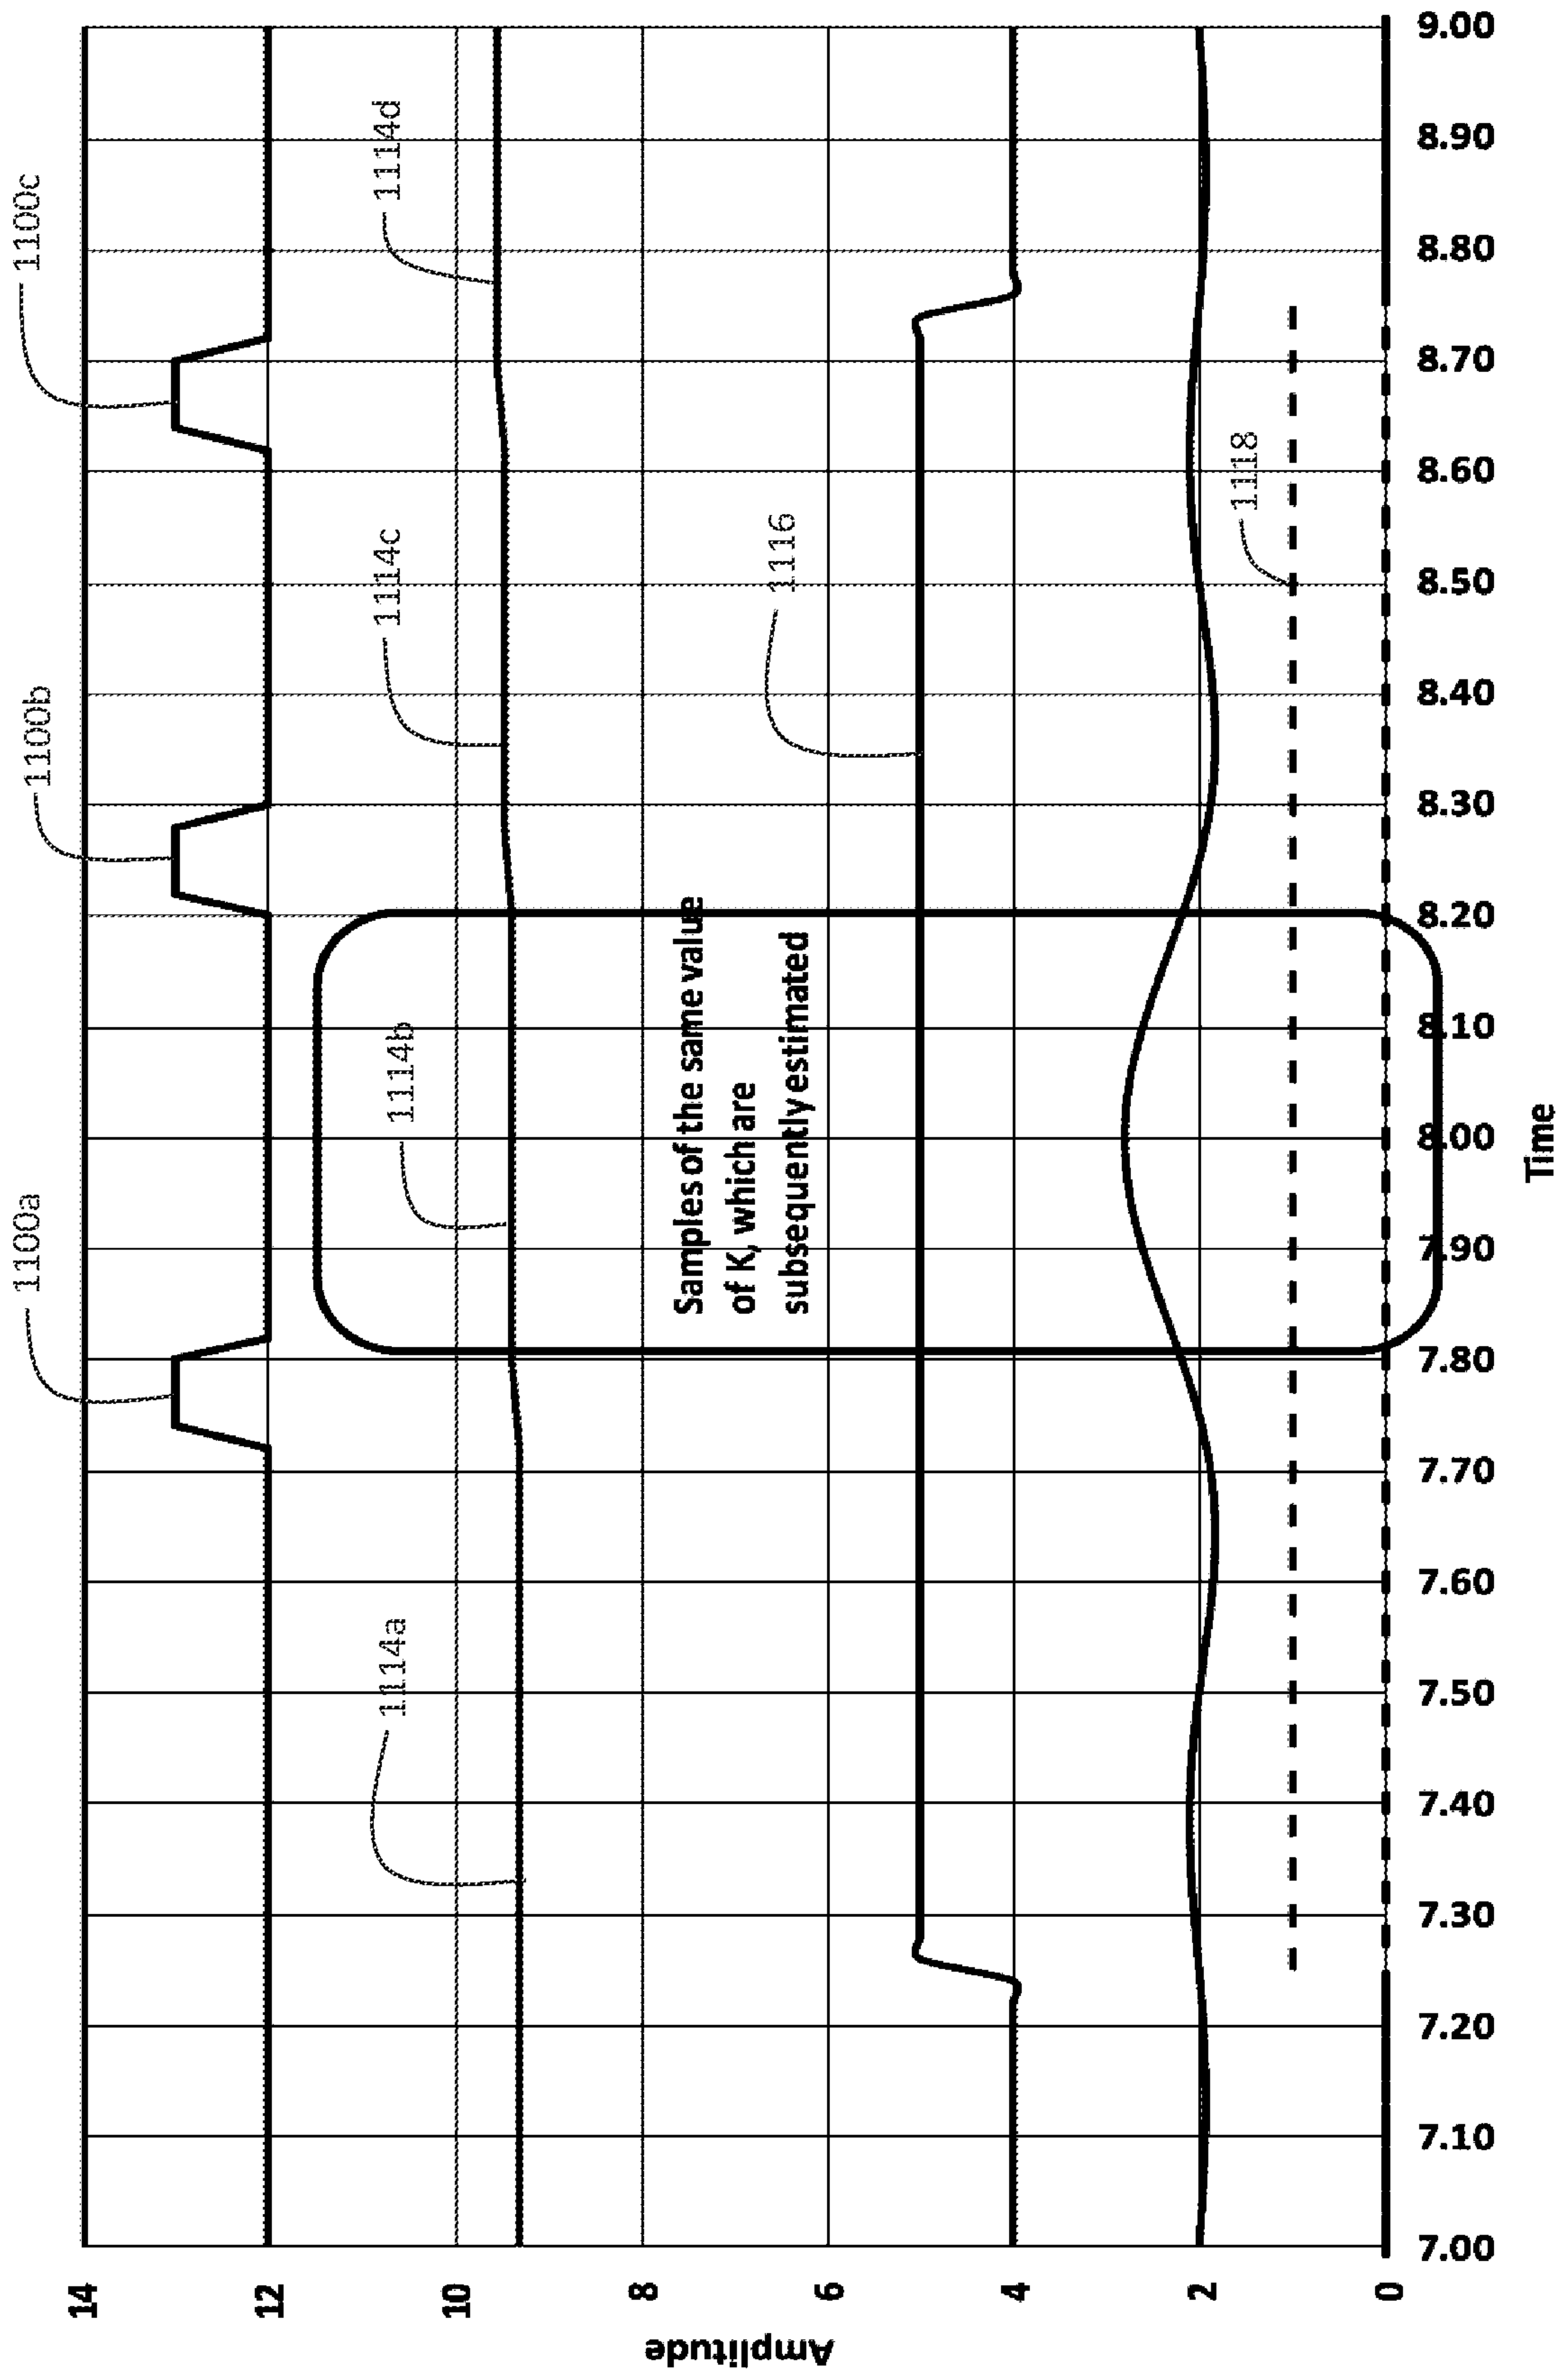 1100a
1100b
1100c
1114a
1114b
1114c
1114d
Samples of the same value
of K, which are
subsequently estimated
1116
1118
Amplitude
14
12
10
8
6
4
2
0
7.00
7.10
7.20
7.30
7.40
7.50
7.60
7.70
7.80
7.90
8.00
8.10
8.20
8.30
8.40
8.50
8.60
8.70
8.80
8.90
9.00
Time